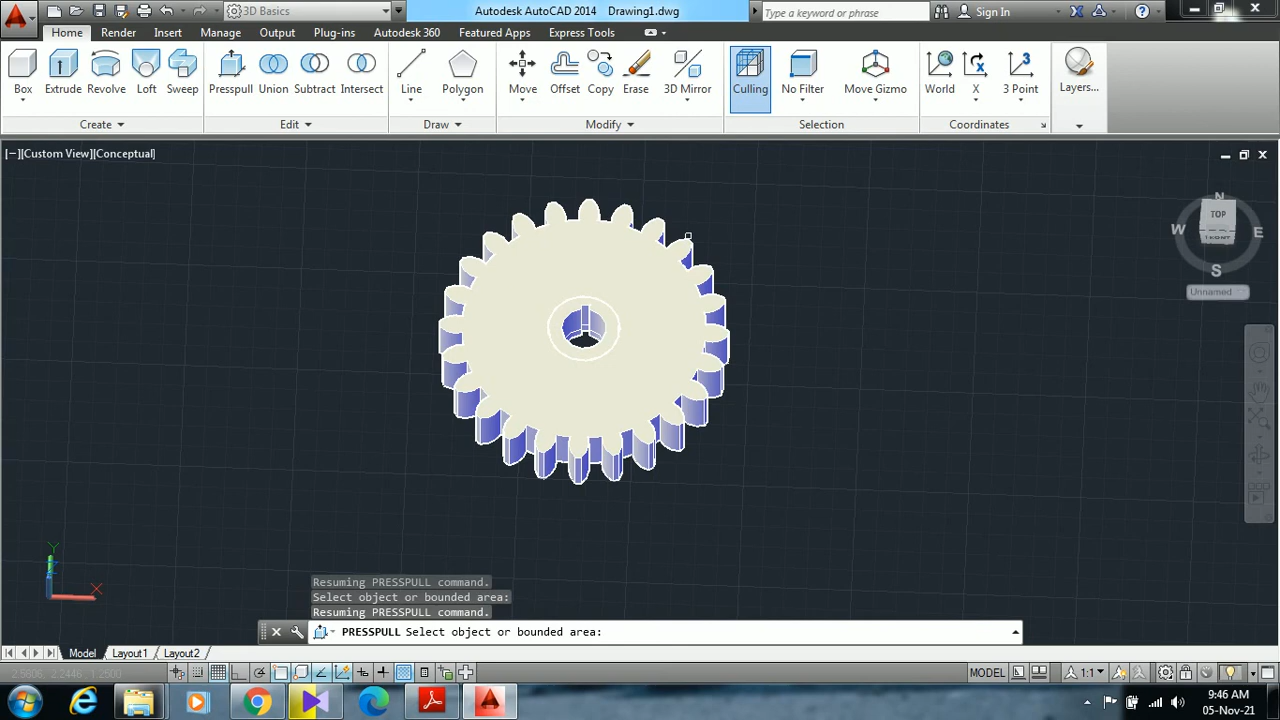 3D Basics
Autodesk AutoCAD 2014 Drawing1.dwg
Type a keyword or phrase
Sign In
Home Render Insert Manage Output Plug-ins Autodesk 360 Featured Apps Express Tools
Box Extrude Revolve Loft Sweep Presspull Union Subtract Intersect Line Polygon Move Offset Copy Erase 3D Mirror Culling No Filter Move Gizmo World X 3 Point Layers...
Create Edit Draw Modify Selection Coordinates
[−][Custom View][Conceptual]
N
TOP
W E
FRONT
S
Unnamed
Y
X
Resuming PRESSPULL command.
Select object or bounded area:
Resuming PRESSPULL command.
PRESSPULL Select object or bounded area:
Model Layout1 Layout2
MODEL 1:1
9:46 AM
05-Nov-21